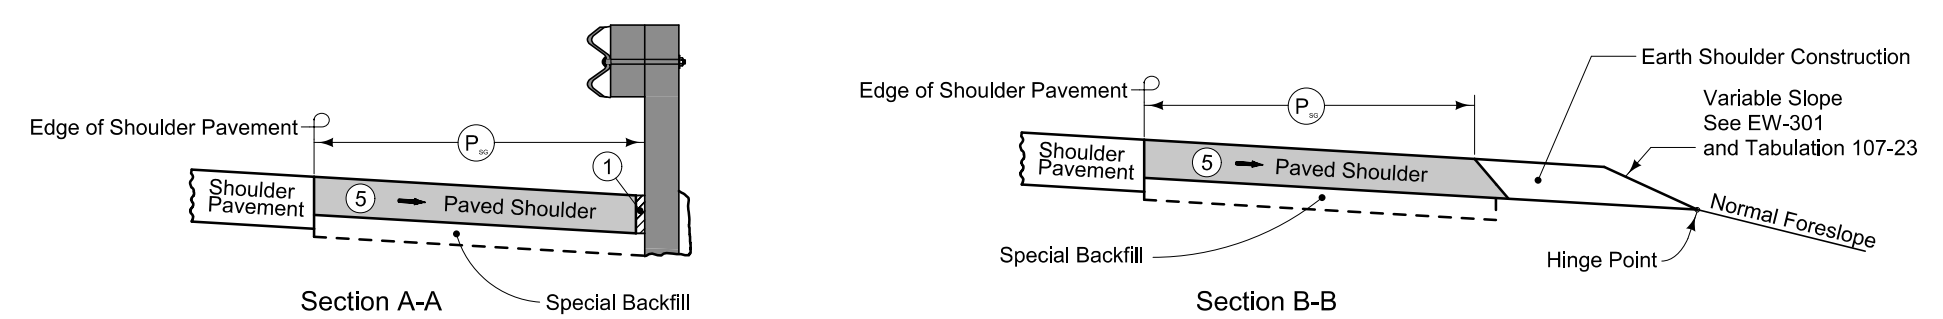 Edge of Shoulder Pavement
P SG
1
Shoulder
Pavement
5
Paved Shoulder
Special Backfill
Section A-A
Edge of Shoulder Pavement
P SG
Earth Shoulder Construction
Variable Slope
See EW-301
and Tabulation 107-23
Shoulder
Pavement
5
Paved Shoulder
Normal Foreslope
Special Backfill
Hinge Point
Section B-B